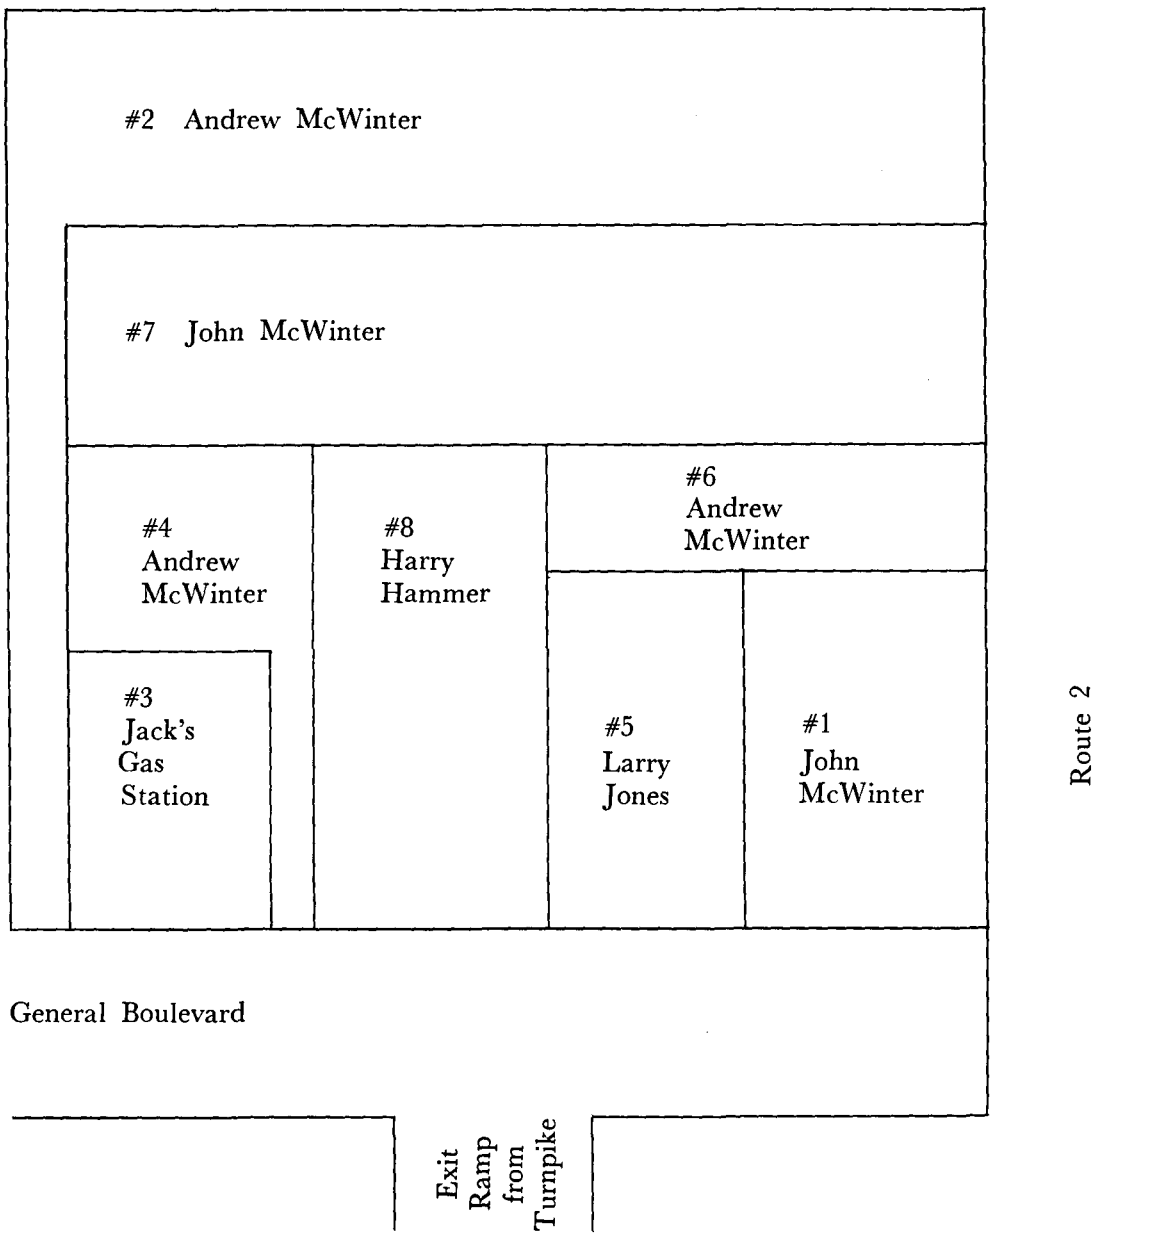 #2 Andrew McWinter
#7 John McWinter
#4
Andrew
McWinter
#8
Harry
Hammer
#6
Andrew
McWinter
#3
Jack's
Gas
Station
#5
Larry
Jones
#1
John
McWinter
Route 2
General Boulevard
Exit
Ramp
from
Turnpike